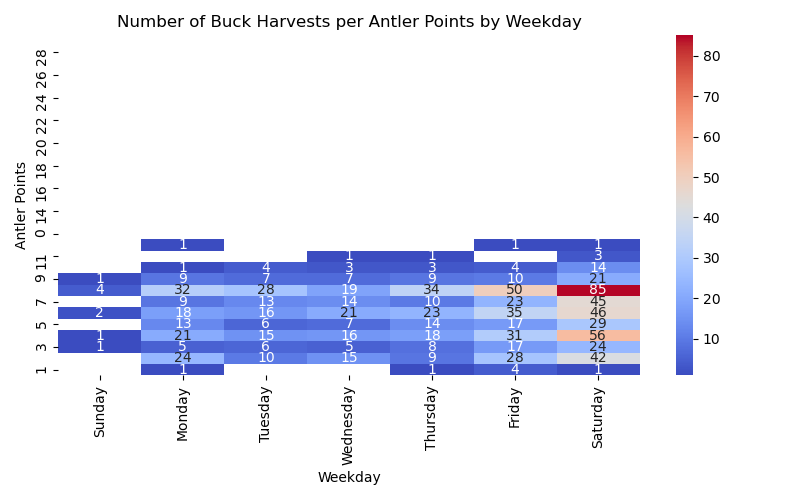 Number of Buck Harvests per Antler Points by Weekday
Antler Points
28
26
24
22
20
18
16
14
0
1 1 1
11 1 1 3
1 4 3 3 4 14
9 1 9 7 7 9 10 21
4 32 28 19 34 50 85
7 9 13 14 10 23 45
2 18 16 21 23 35 46
5 13 6 7 14 17 29
1 21 15 16 18 31 56
3 1 5 6 5 8 17 24
24 10 15 9 28 42
1 1 1 4 1
Sunday Monday Tuesday Wednesday Thursday Friday Saturday
Weekday
80
70
60
50
40
30
20
10